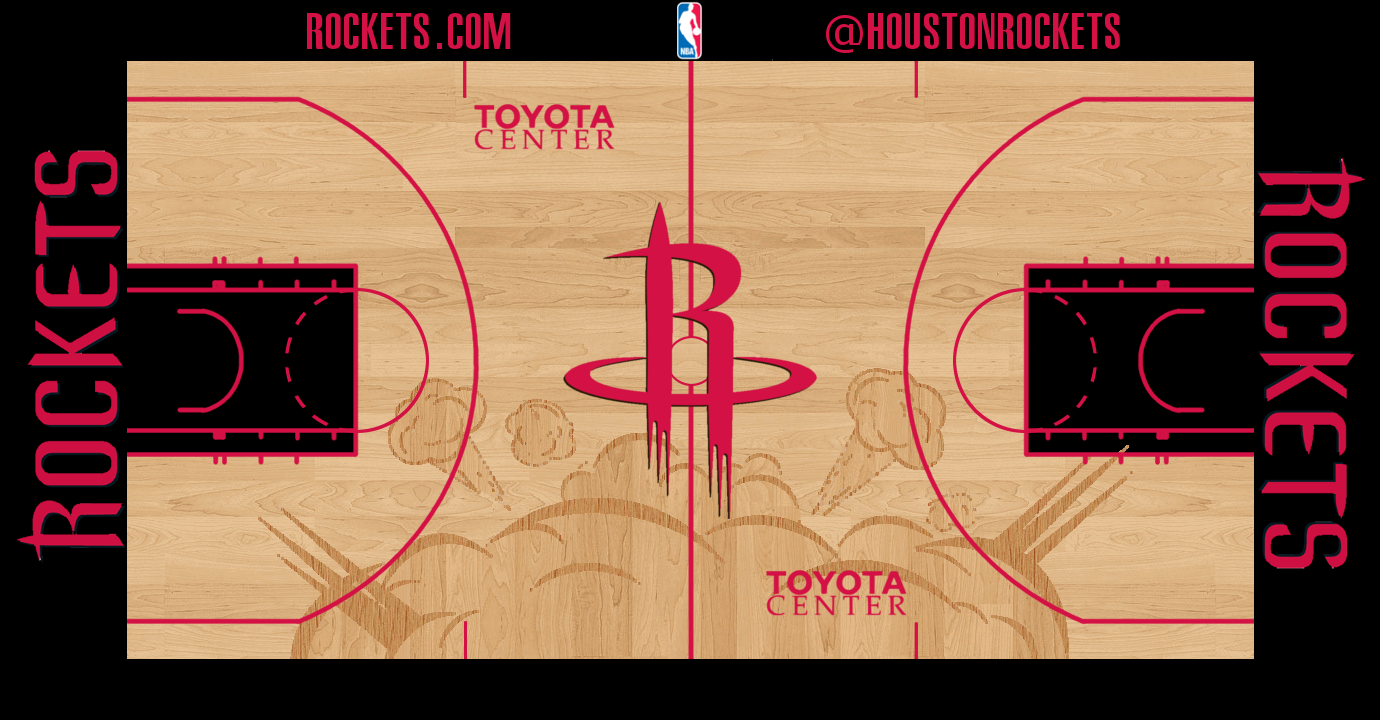 ROCKETS.COM
NBA
@HOUSTONROCKETS
TOYOTA
CENTER
ROCKETS
R
ROCKETS
TOYOTA
CENTER